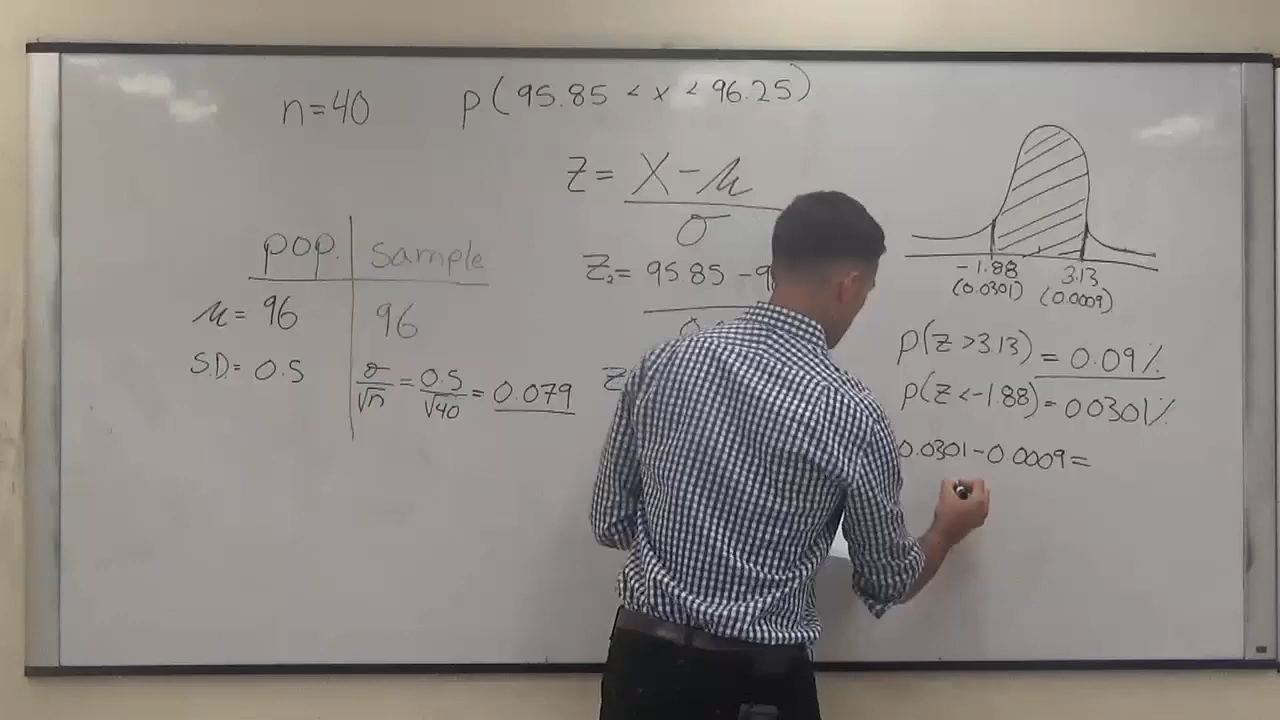 n=40 p(95.85 < x < 96.25)
z= X-μ
σ
pop. sample
μ= 96 96
S.D.= 0.5 σ/√n = 0.5/√40 = 0.079
Z₂= 95.85 -9
Z
-1.88 3.13
(0.0301) (0.0009)
p(z >3.13) = 0.09%
p(z <-1.88)= 00301%
0.0301-0.0009=